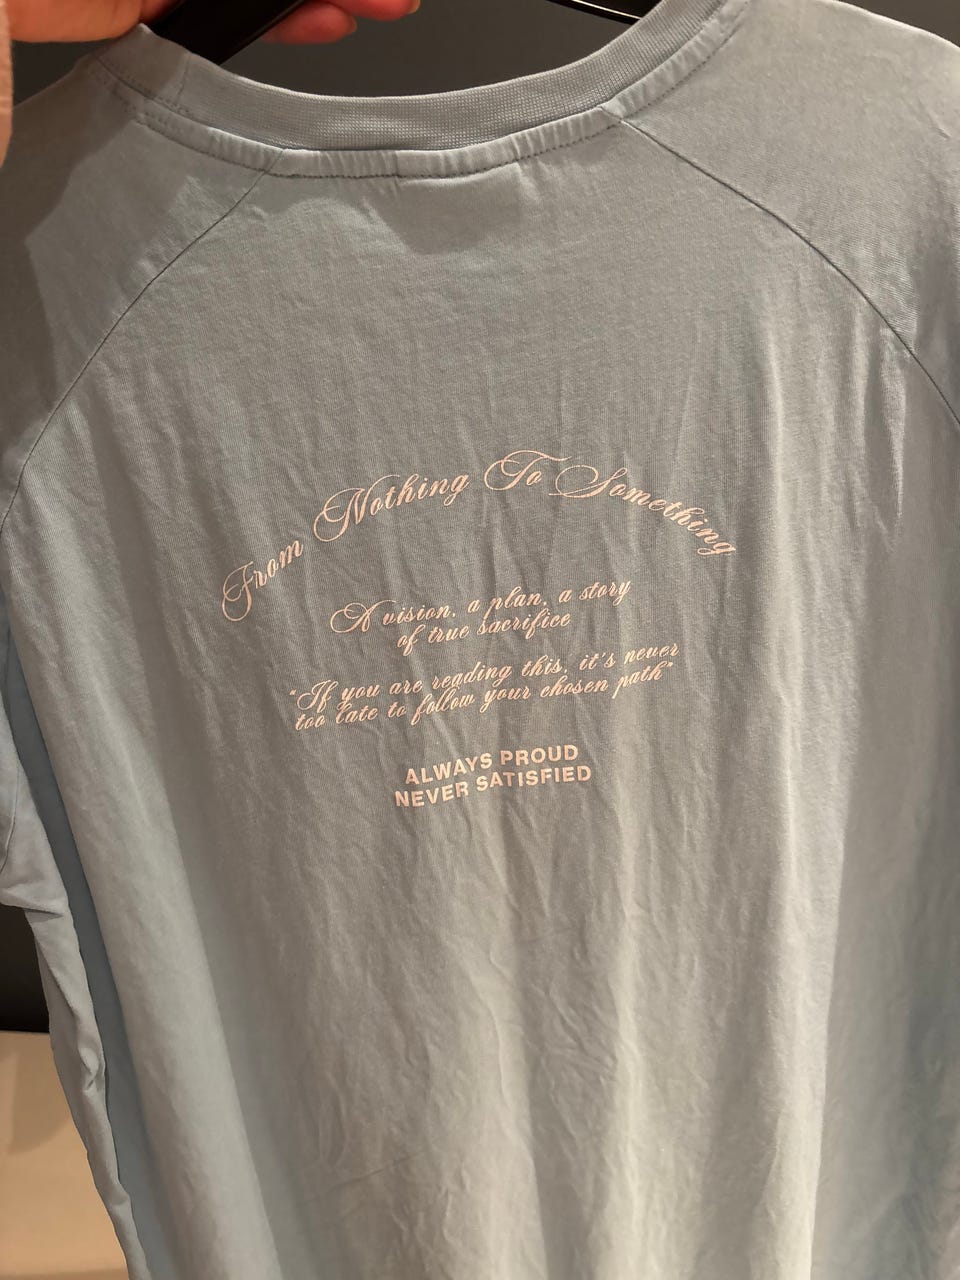 From Nothing To Something
A vision, a plan, a story
of true sacrifice
"If you are reading this, it's never
too late to follow your chosen path"
ALWAYS PROUD
NEVER SATISFIED